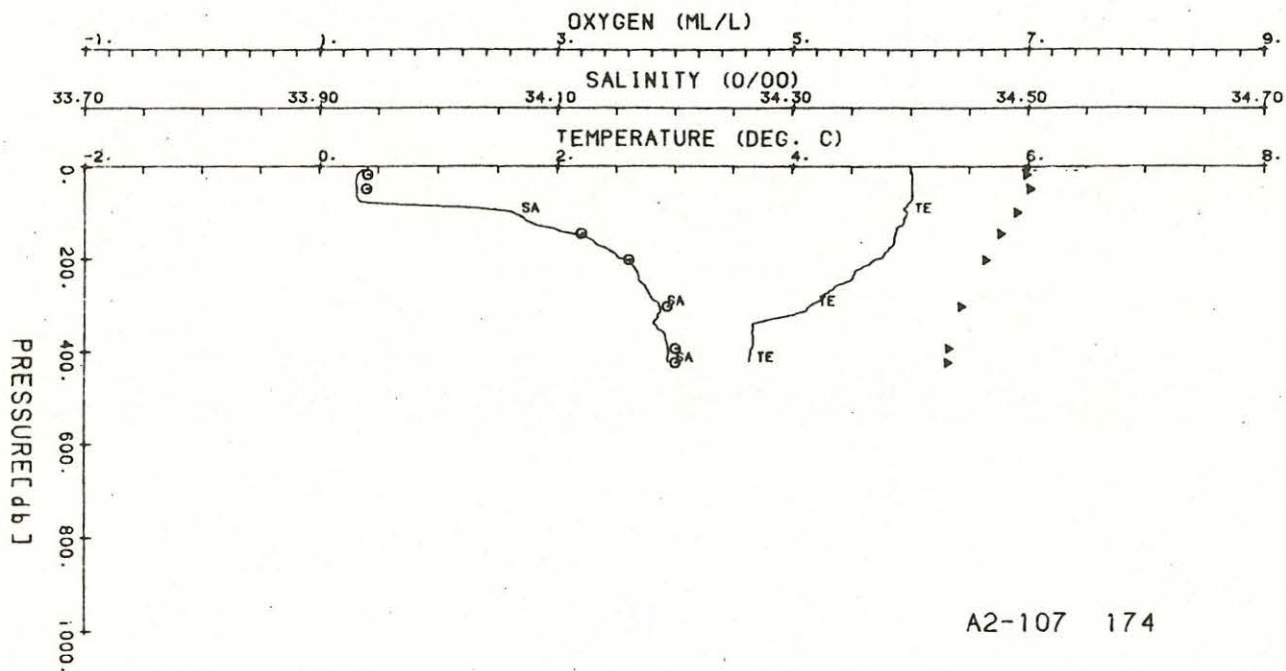 OXYGEN (ML/L)
-1. 1. 3. 5. 7. 9.
SALINITY (O/OO)
33.70 33.90 34.10 34.30 34.50 34.70
TEMPERATURE (DEG. C)
-2. 0. 2. 4. 6. 8.
0.
SA TE
200.
SA TE
400.
SA TE
600.
800.
1000.
PRESSURE[db]
A2-107 174